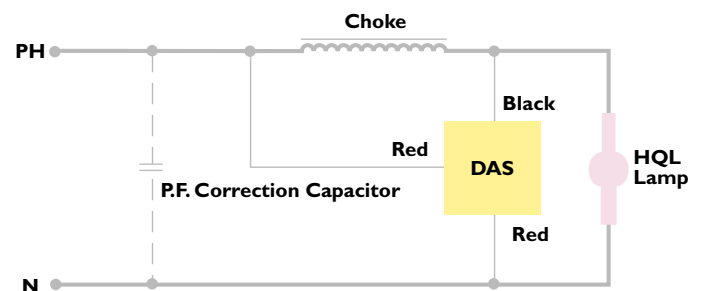 Choke
PH
Black
Red
DAS
HQL
Lamp
P.F. Correction Capacitor
Red
N